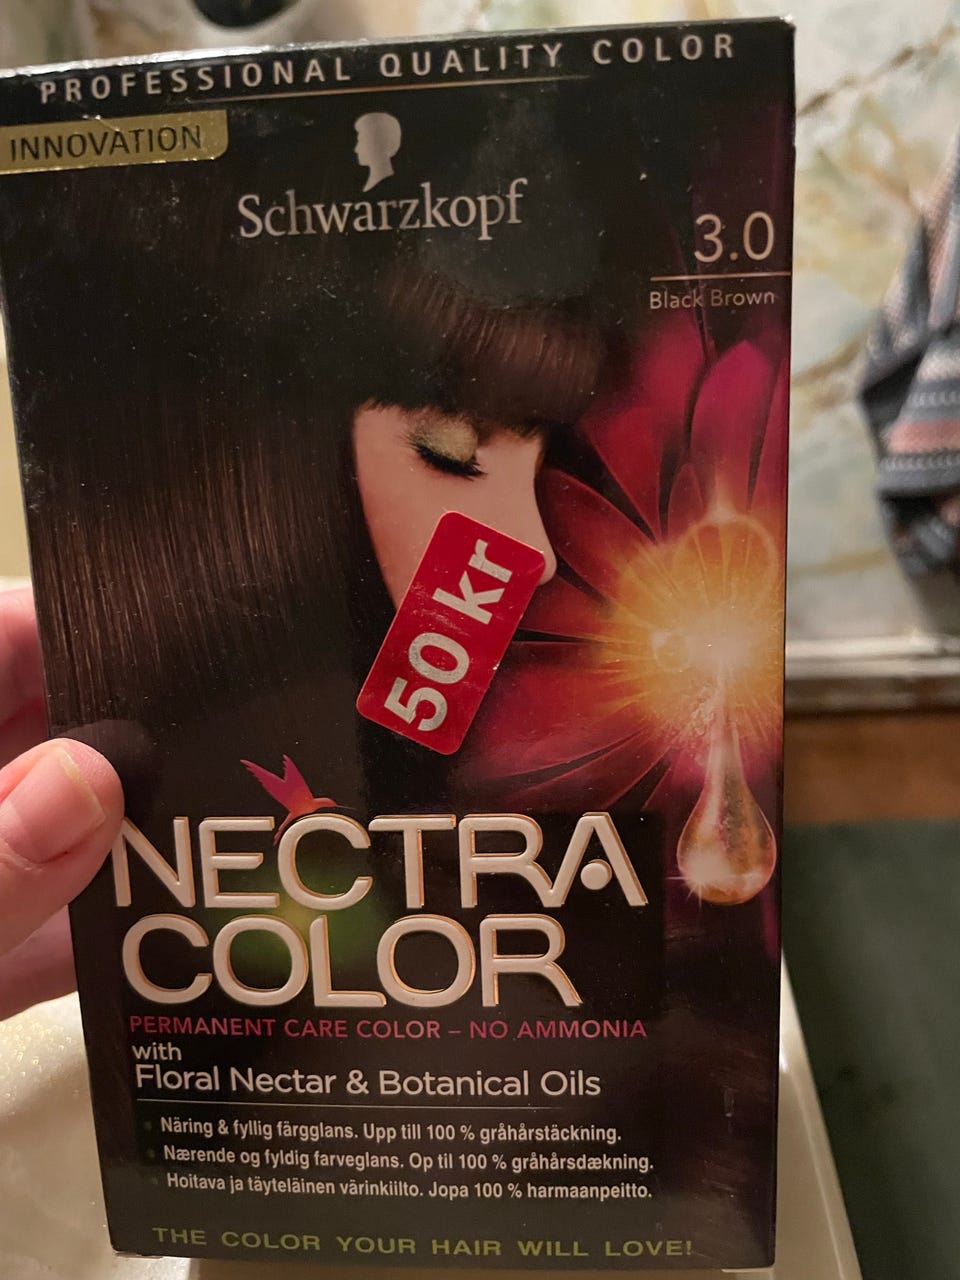 PROFESSIONAL QUALITY COLOR
INNOVATION
Schwarzkopf
3.0
Black Brown
50 kr
NECTRA
COLOR
PERMANENT CARE COLOR – NO AMMONIA
with
Floral Nectar & Botanical Oils
Näring & fyllig färgglans. Upp till 100 % gråhårstäckning.
Nærende og fyldig farveglans. Op til 100 % gråhårsdækning.
Hoitava ja täyteläinen värinkiilto. Jopa 100 % harmaanpeitto.
THE COLOR YOUR HAIR WILL LOVE!